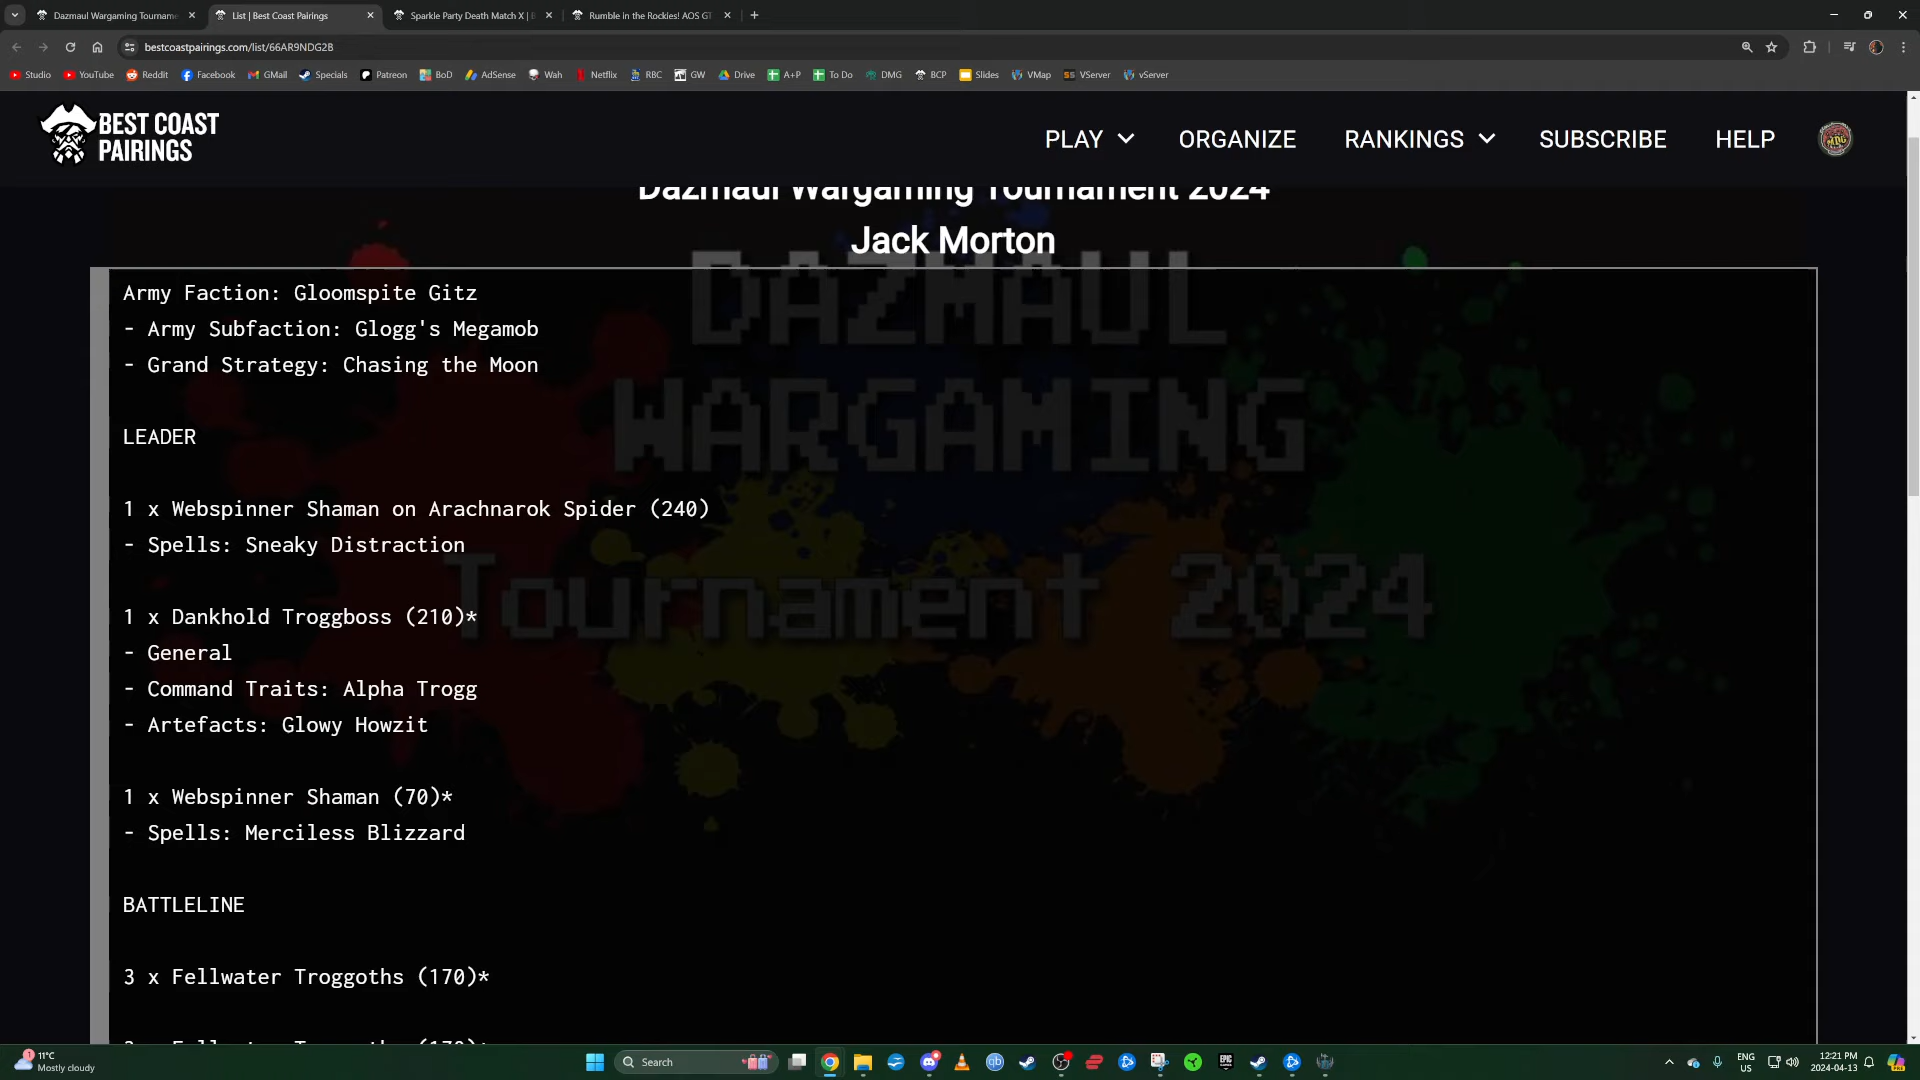 Dazmaul Wargaming Tourname
List | Best Coast Pairings
Sparkle Party Death Match X |
Rumble in the Rockies! AOS GT
bestcoastpairings.com/list/66AR9NDG2B
Studio YouTube Reddit Facebook GMail Specials Patreon BoD AdSense Wah Netflix RBC GW Drive A+P To Do DMG BCP Slides VMap VServer vServer
BEST COAST
PAIRINGS
PLAY ORGANIZE RANKINGS SUBSCRIBE HELP
Dazmaul Wargaming Tournament 2024
Jack Morton
DAZMAUL
WARGAMING
Tournament 2024
Army Faction: Gloomspite Gitz
- Army Subfaction: Glogg's Megamob
- Grand Strategy: Chasing the Moon
LEADER
1 x Webspinner Shaman on Arachnarok Spider (240)
- Spells: Sneaky Distraction
1 x Dankhold Troggboss (210)*
- General
- Command Traits: Alpha Trogg
- Artefacts: Glowy Howzit
1 x Webspinner Shaman (70)*
- Spells: Merciless Blizzard
BATTLELINE
3 x Fellwater Troggoths (170)*
11°C
Mostly cloudy
Search
ENG
US
12:21 PM
2024-04-13